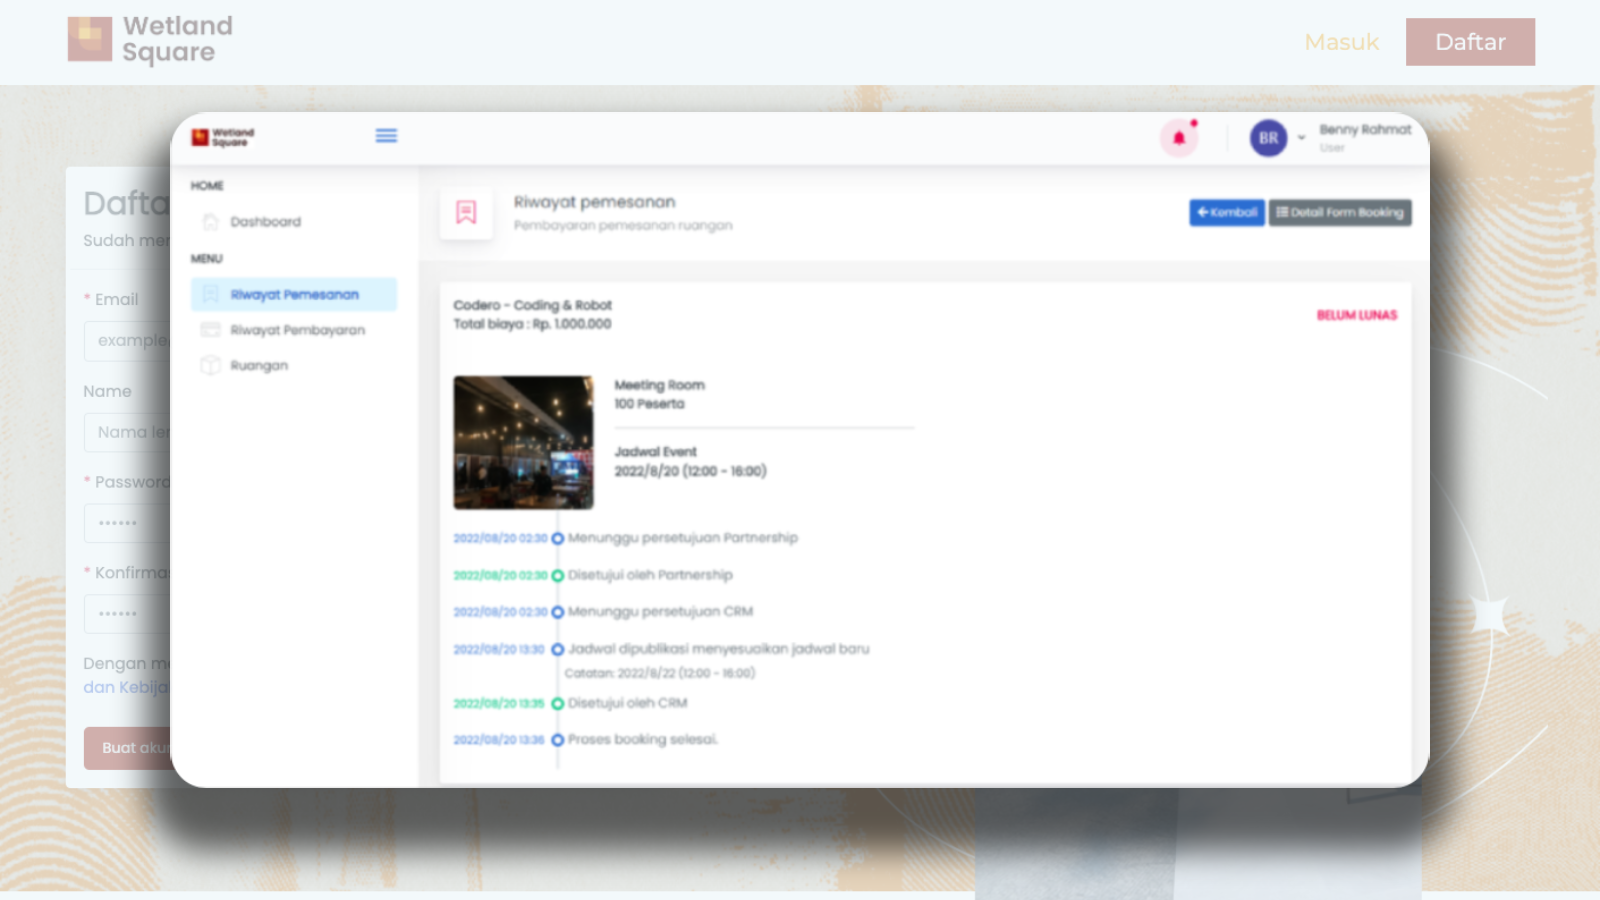 Wetland
Square
Masuk
Daftar
Dafta
Sudah mer
* Email
example
Name
Nama le
* Password
* Konfirma
Dengan m
dan Kebija
Buat aku
Wetland
Square
BR
Benny Rahmat
User
HOME
Dashboard
MENU
Riwayat Pemesanan
Riwayat Pembayaran
Ruangan
Riwayat pemesanan
Pembayaran pemesanan ruangan
Kembali
Detail Form Booking
Codero - Coding & Robot
Total biaya : Rp. 1.000.000
BELUM LUNAS
Meeting Room
100 Peserta
Jadwal Event
2022/8/20 (12:00 - 16:00)
2022/08/20 02:30 Menunggu persetujuan Partnership
2022/08/20 02:30 Disetujui oleh Partnership
2022/08/20 02:30 Menunggu persetujuan CRM
2022/08/20 13:30 Jadwal dipublikasi menyesuaikan jadwal baru
Catatan: 2022/8/22 (12:00 - 16:00)
2022/08/20 13:35 Disetujui oleh CRM
2022/08/20 13:36 Proses booking selesai.